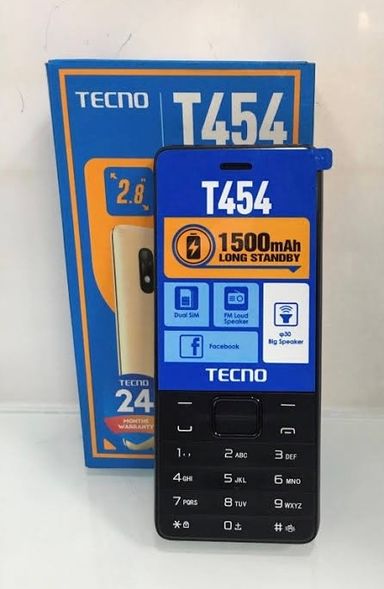 TECNO
T454
2.8"
TECNO
24
MONTHS
WARRANTY
T454
1500mAh
LONG STANDBY
Dual SIM
FM Loud
Speaker
φ30
Big Speaker
f
Facebook
TECNO
1
2 ABC
3 DEF
4 GHI
5 JKL
6 MNO
7 PQRS
8 TUV
9 WXYZ
*
0
#